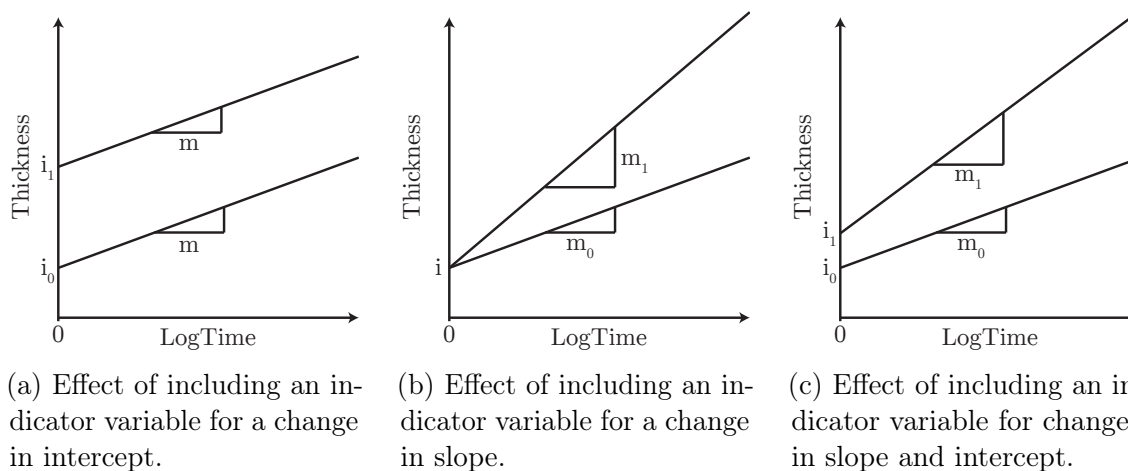 Thickness
i₁
i₀
m
m
0
LogTime
(a) Effect of including an in-
dicator variable for a change
in intercept.
Thickness
i
m₁
m₀
0
LogTime
(b) Effect of including an in-
dicator variable for a change
in slope.
Thickness
i₁
i₀
m₁
m₀
0
LogTime
(c) Effect of including an in
dicator variable for change
in slope and intercept.